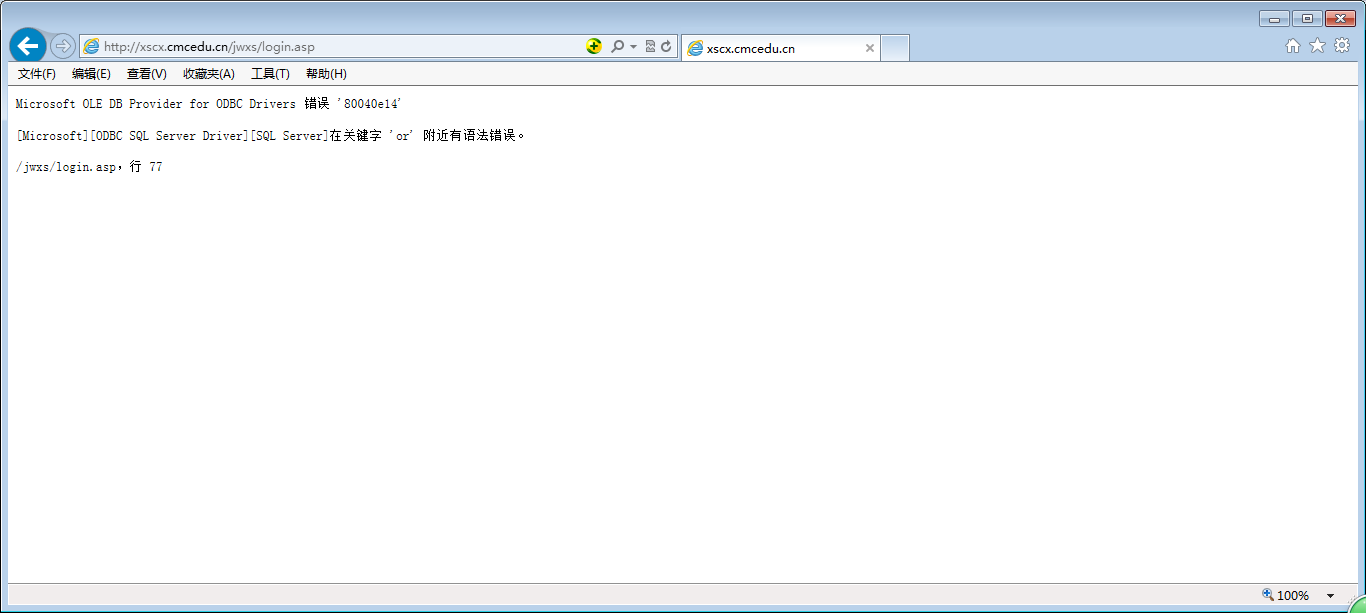 http://xscx.cmcedu.cn/jwxs/login.asp
xscx.cmcedu.cn
文件(F) 编辑(E) 查看(V) 收藏夹(A) 工具(T) 帮助(H)
Microsoft OLE DB Provider for ODBC Drivers 错误 '80040e14'
[Microsoft][ODBC SQL Server Driver][SQL Server]在关键字 'or' 附近有语法错误。
/jwxs/login.asp，行 77
100%